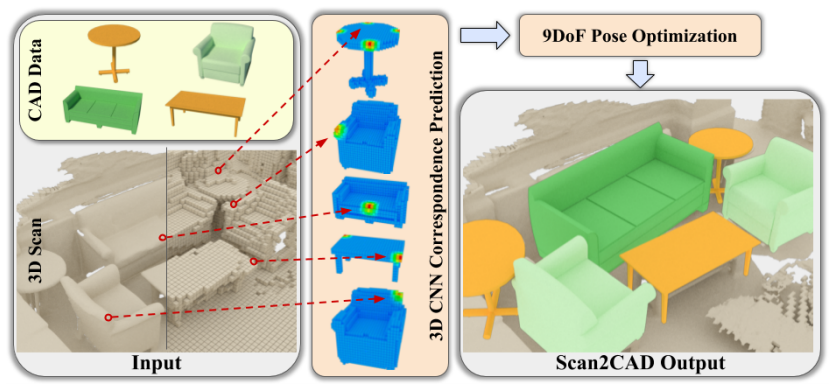 CAD Data
3D Scan
Input
3D CNN Correspondence Prediction
9DoF Pose Optimization
Scan2CAD Output